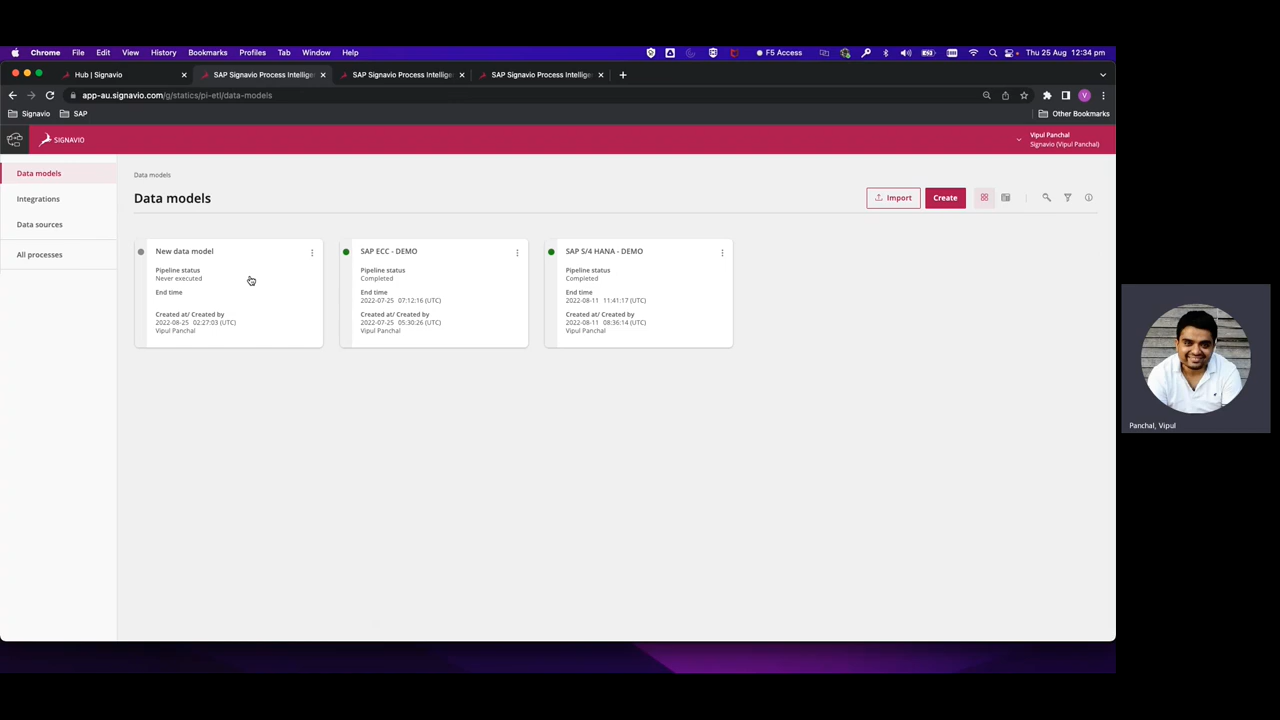 Chrome File Edit View History Bookmarks Profiles Tab Window Help F5 Access Thu 25 Aug 12:34 pm
Hub | Signavio SAP Signavio Process Intellige SAP Signavio Process Intellige SAP Signavio Process Intellige
app-au.signavio.com/g/statics/pi-etl/data-models
Signavio SAP Other Bookmarks
SIGNAVIO
Vipul Panchal
Signavio (Vipul Panchal)
Data models
Integrations
Data sources
All processes
Data models
Data models
Import Create
New data model
Pipeline status
Never executed
End time
Created at/ Created by
2022-08-25 02:27:03 (UTC)
Vipul Panchal
SAP ECC - DEMO
Pipeline status
Completed
End time
2022-07-25 07:12:16 (UTC)
Created at/ Created by
2022-07-25 05:30:26 (UTC)
Vipul Panchal
SAP S/4 HANA - DEMO
Pipeline status
Completed
End time
2022-08-11 11:41:17 (UTC)
Created at/ Created by
2022-08-11 08:36:14 (UTC)
Vipul Panchal
Panchal, Vipul